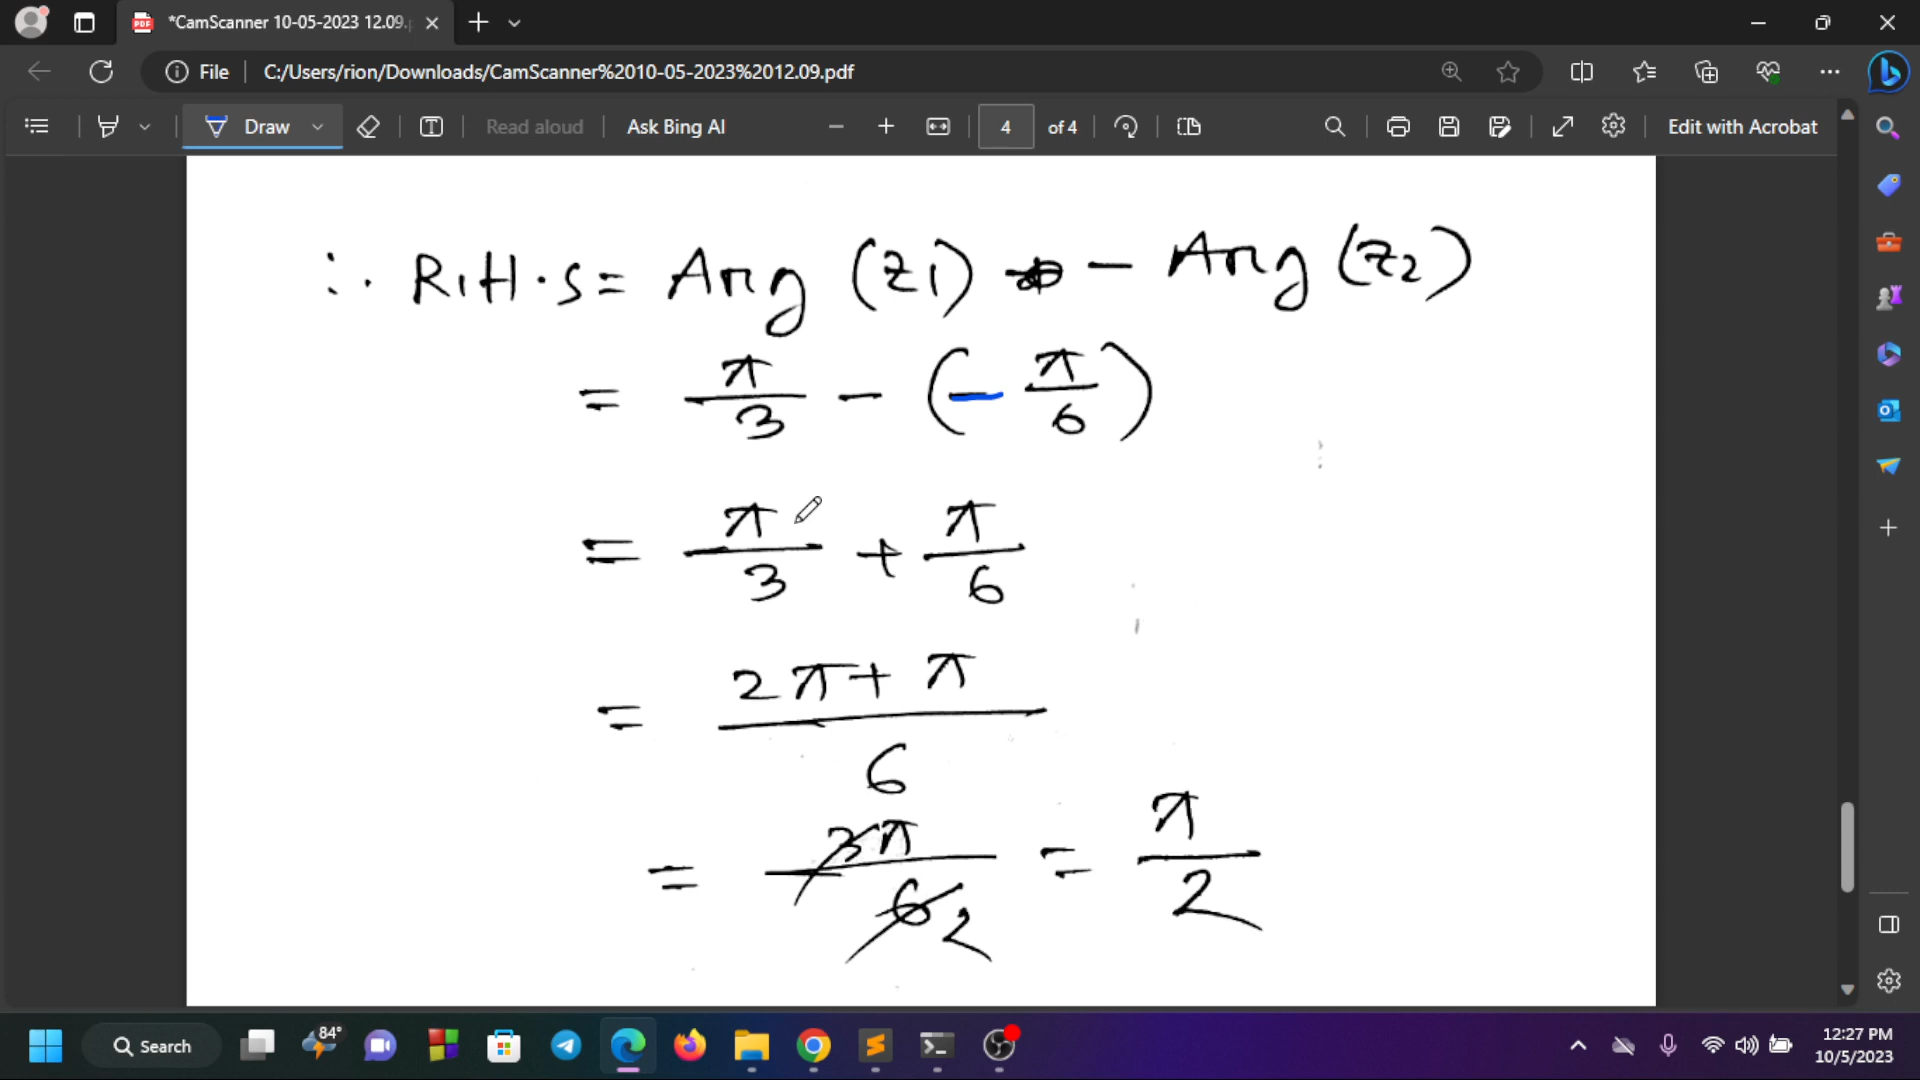 *CamScanner 10-05-2023 12.09.
File C:/Users/rion/Downloads/CamScanner%2010-05-2023%2012.09.pdf
Draw Read aloud Ask Bing AI 4 of 4 Edit with Acrobat
∴ R.H.S = Arg (z1) - Arg (z2)
= π/3 - (- π/6)
= π/3 + π/6
= 2π + π / 6
= 3π / 6 2 = π/2
84°
Search
12:27 PM
10/5/2023